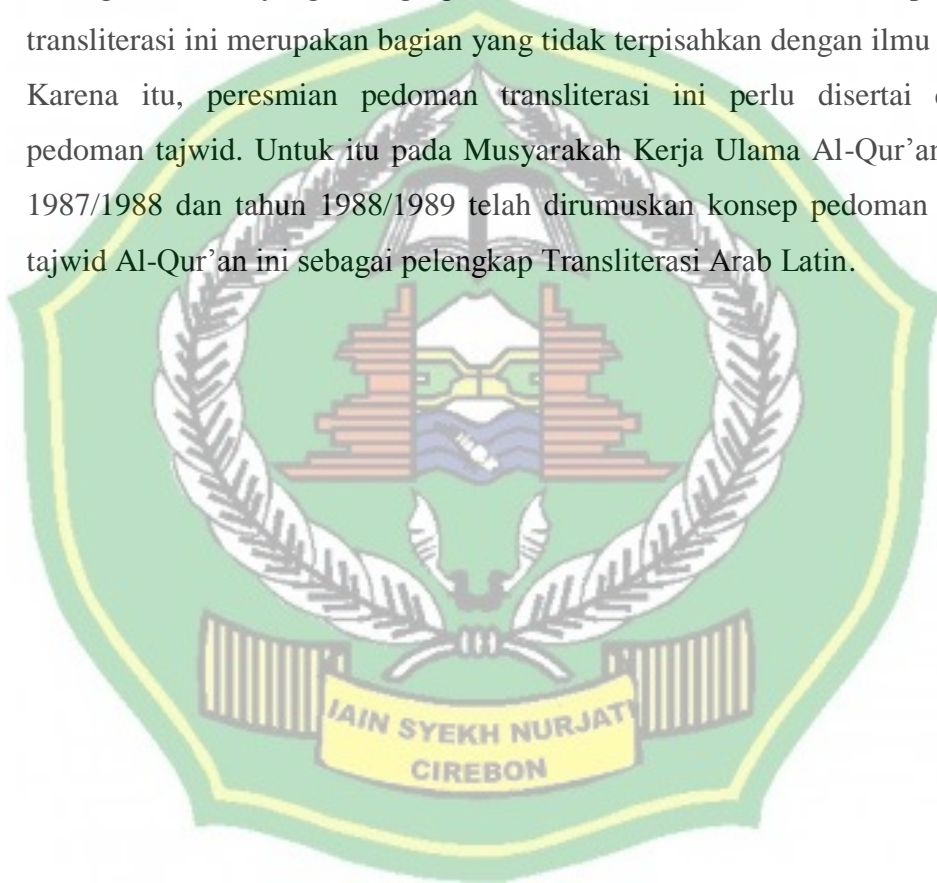 transliterasi ini merupakan bagian yang tidak terpisahkan dengan ilmu
Karena itu, peresmian pedoman transliterasi ini perlu disertai
pedoman tajwid. Untuk itu pada Musyarakah Kerja Ulama Al-Qur’an
1987/1988 dan tahun 1988/1989 telah dirumuskan konsep pedoman
tajwid Al-Qur’an ini sebagai pelengkap Transliterasi Arab Latin.
IAIN SYEKH NURJATI
CIREBON